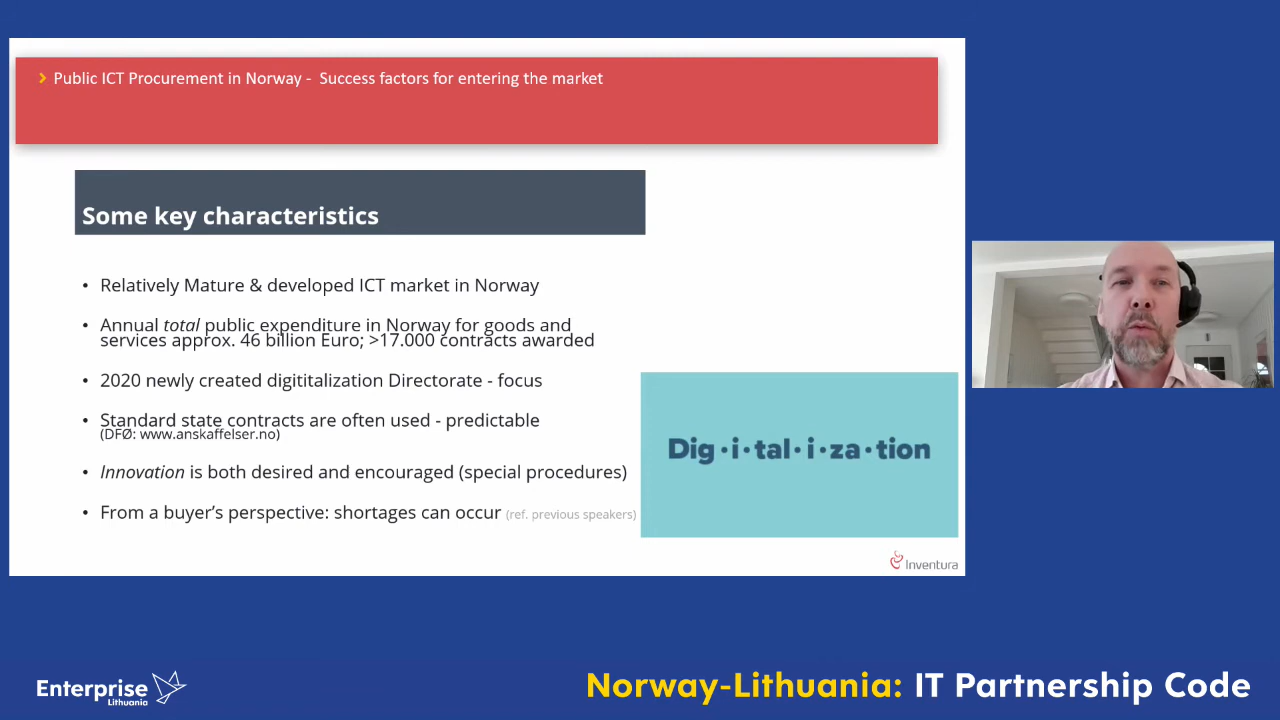 Public ICT Procurement in Norway - Success factors for entering the market
Some key characteristics
• Relatively Mature & developed ICT market in Norway
• Annual total public expenditure in Norway for goods and
services approx. 46 billion Euro; >17.000 contracts awarded
• 2020 newly created digititalization Directorate - focus
• Standard state contracts are often used - predictable
(DFØ: www.anskaffelser.no)
• Innovation is both desired and encouraged (special procedures)
• From a buyer's perspective: shortages can occur (ref. previous speakers)
Dig·i·tal·i·za·tion
Inventura
Enterprise
Lithuania
Norway-Lithuania: IT Partnership Code